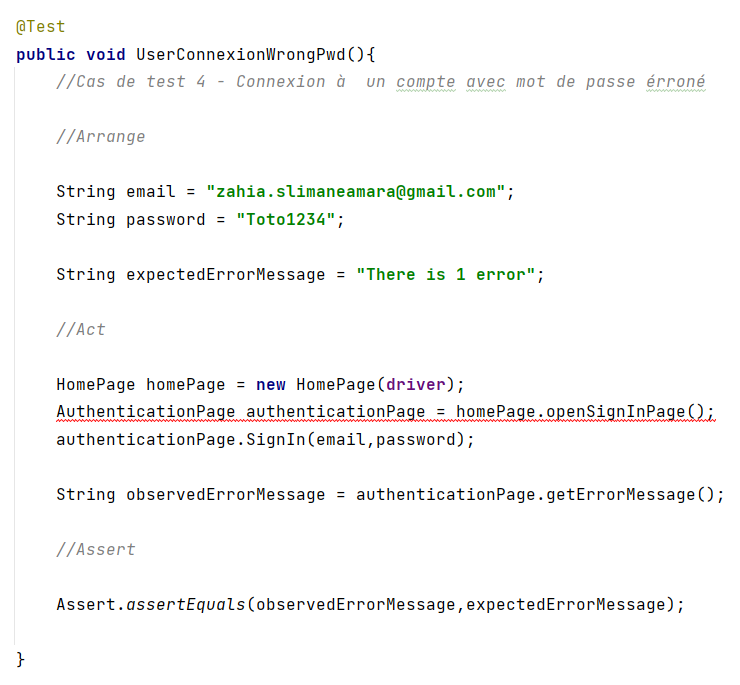 @Test
public void UserConnexionWrongPwd(){
//Cas de test 4 - Connexion à  un compte avec mot de passe érroné
//Arrange
String email = "zahia.slimaneamara@gmail.com";
String password = "Toto1234";
String expectedErrorMessage = "There is 1 error";
//Act
HomePage homePage = new HomePage(driver);
AuthenticationPage authenticationPage = homePage.openSignInPage();
authenticationPage.SignIn(email,password);
String observedErrorMessage = authenticationPage.getErrorMessage();
//Assert
Assert.assertEquals(observedErrorMessage,expectedErrorMessage);
}